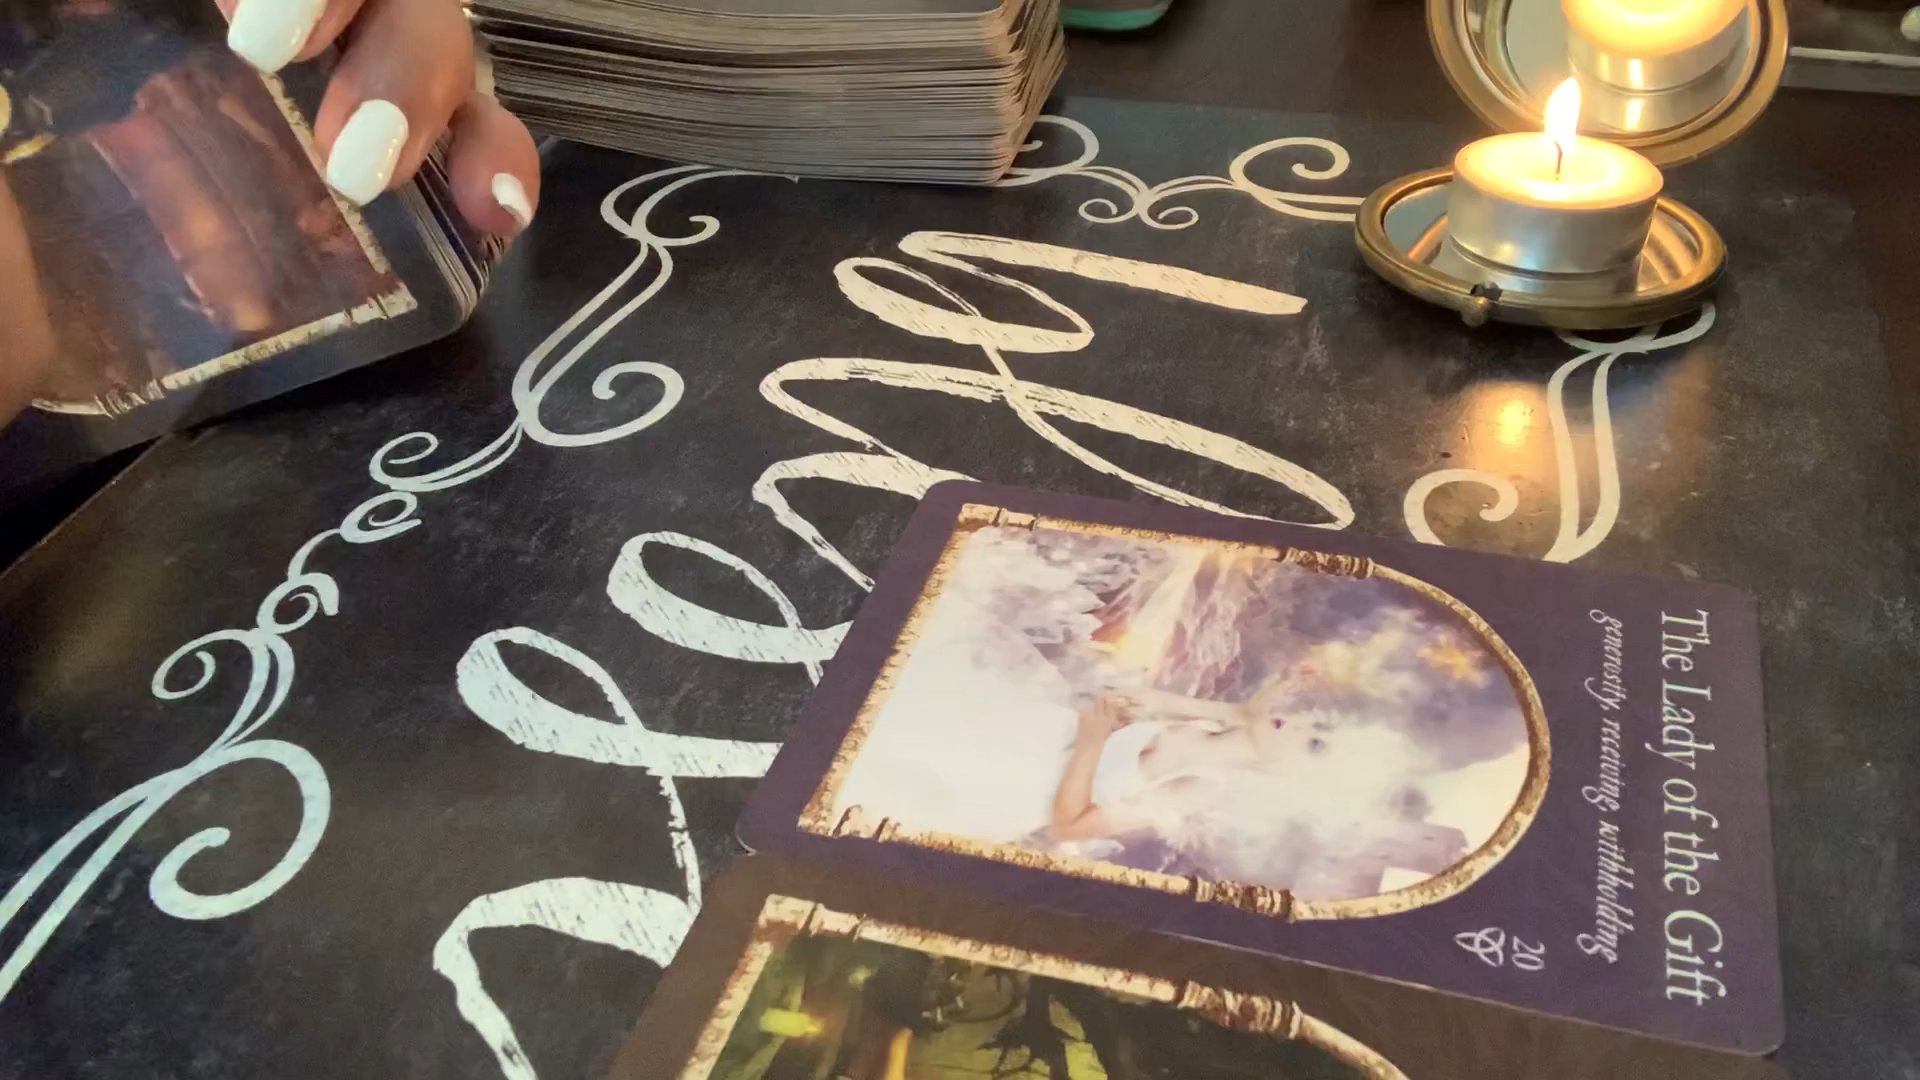 The Lady of the Gift
generosity, receiving, withholding
20